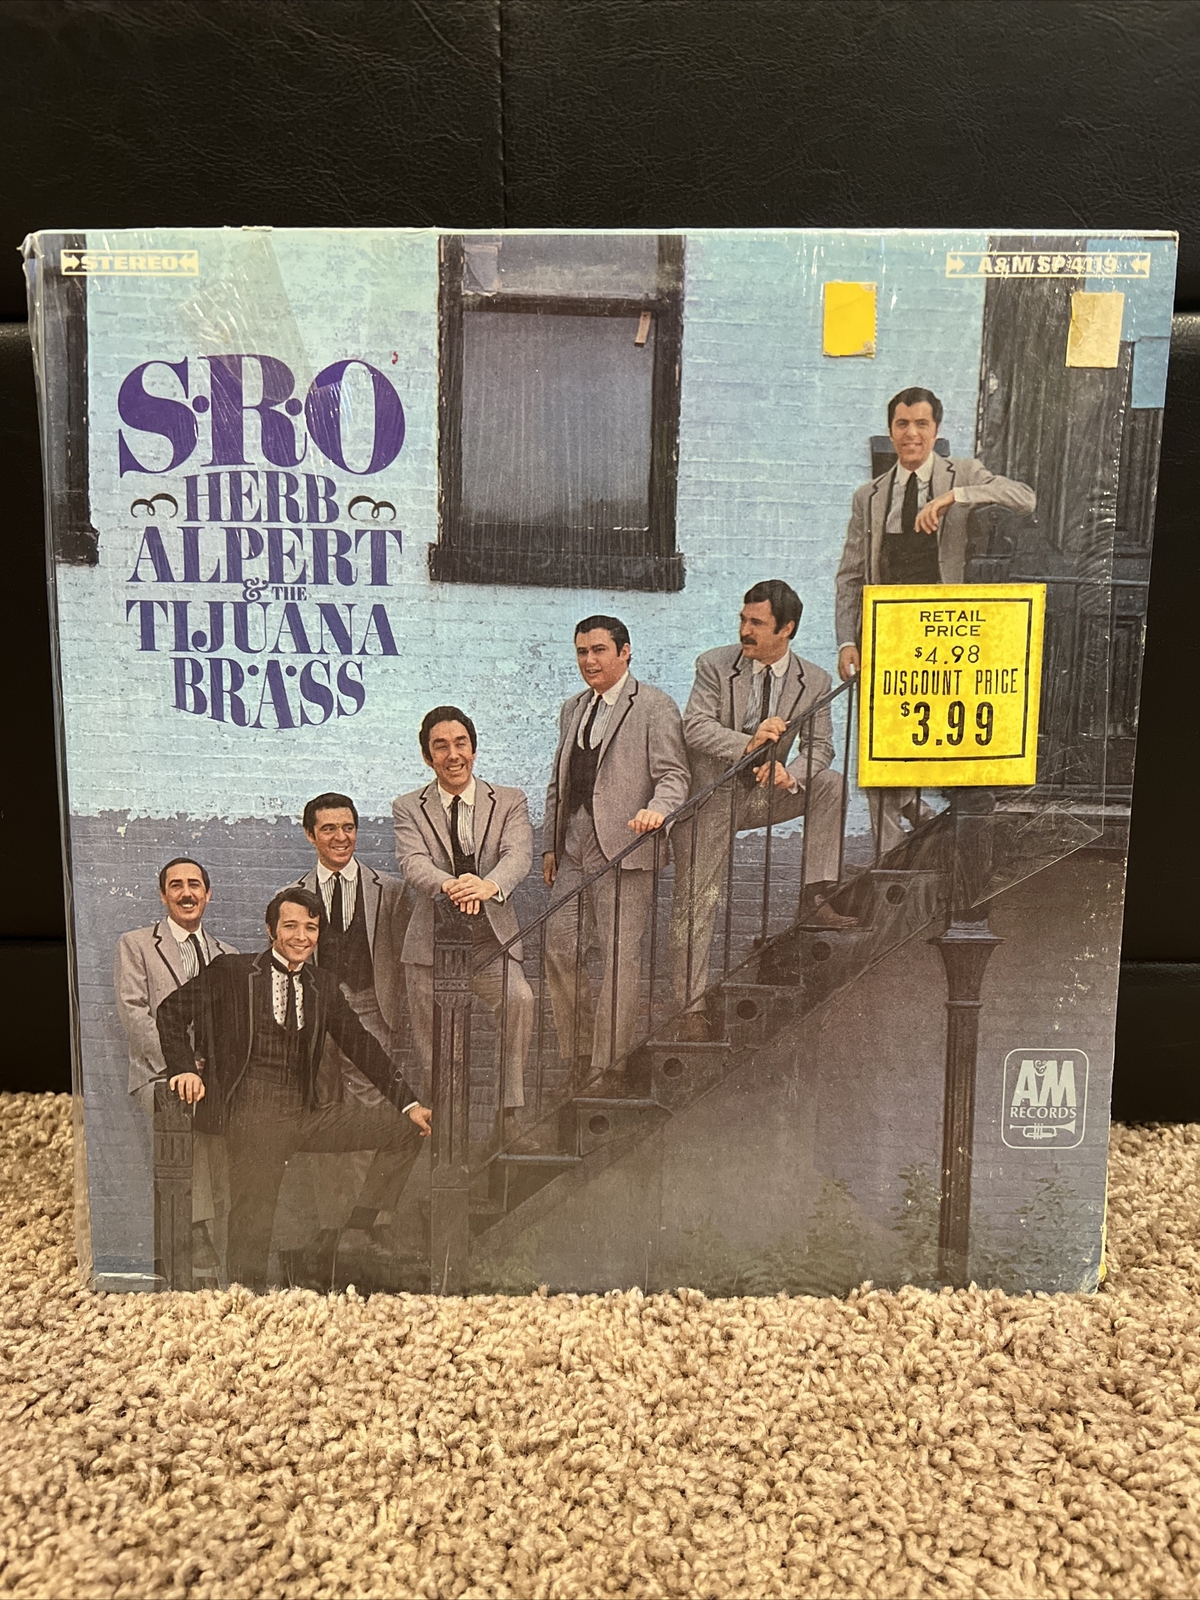 STEREO
A&M SP 4119
S·R·O
HERB
ALPERT
& THE
TIJUANA
BRASS
RETAIL
PRICE
$4.98
DISCOUNT PRICE
$3.99
A&M
RECORDS